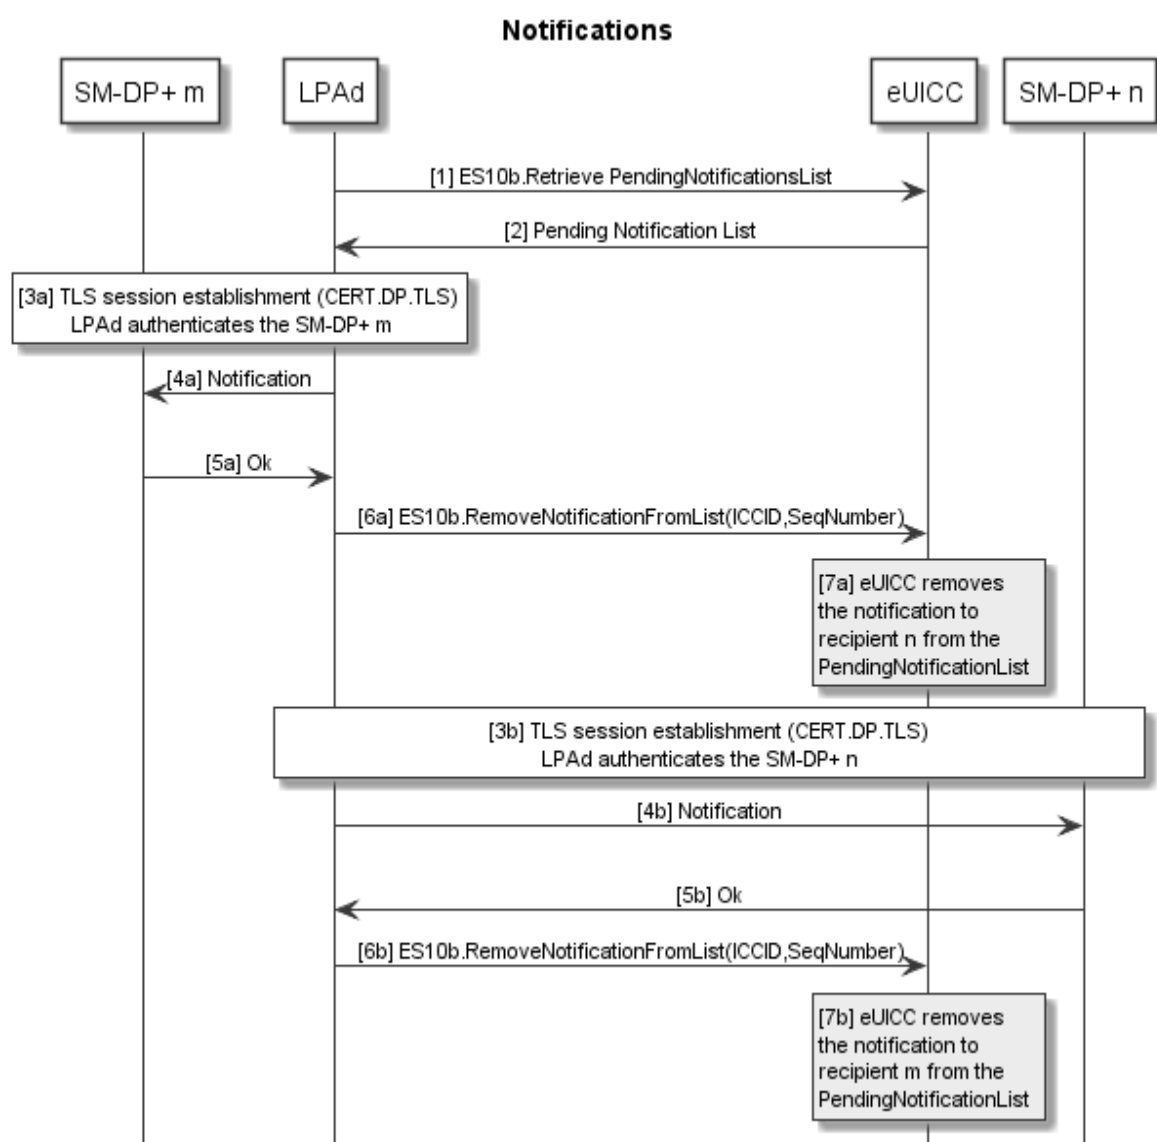 Notifications
SM-DP+ m
LPAd
eUICC
SM-DP+ n
[1] ES10b.Retrieve PendingNotificationsList
[2] Pending Notification List
[3a] TLS session establishment (CERT.DP.TLS)
LPAd authenticates the SM-DP+ m
[4a] Notification
[5a] Ok
[6a] ES10b.RemoveNotificationFromList(ICCID,SeqNumber)
[7a] eUICC removes
the notification to
recipient n from the
PendingNotificationList
[3b] TLS session establishment (CERT.DP.TLS)
LPAd authenticates the SM-DP+ n
[4b] Notification
[5b] Ok
[6b] ES10b.RemoveNotificationFromList(ICCID,SeqNumber)
[7b] eUICC removes
the notification to
recipient m from the
PendingNotificationList